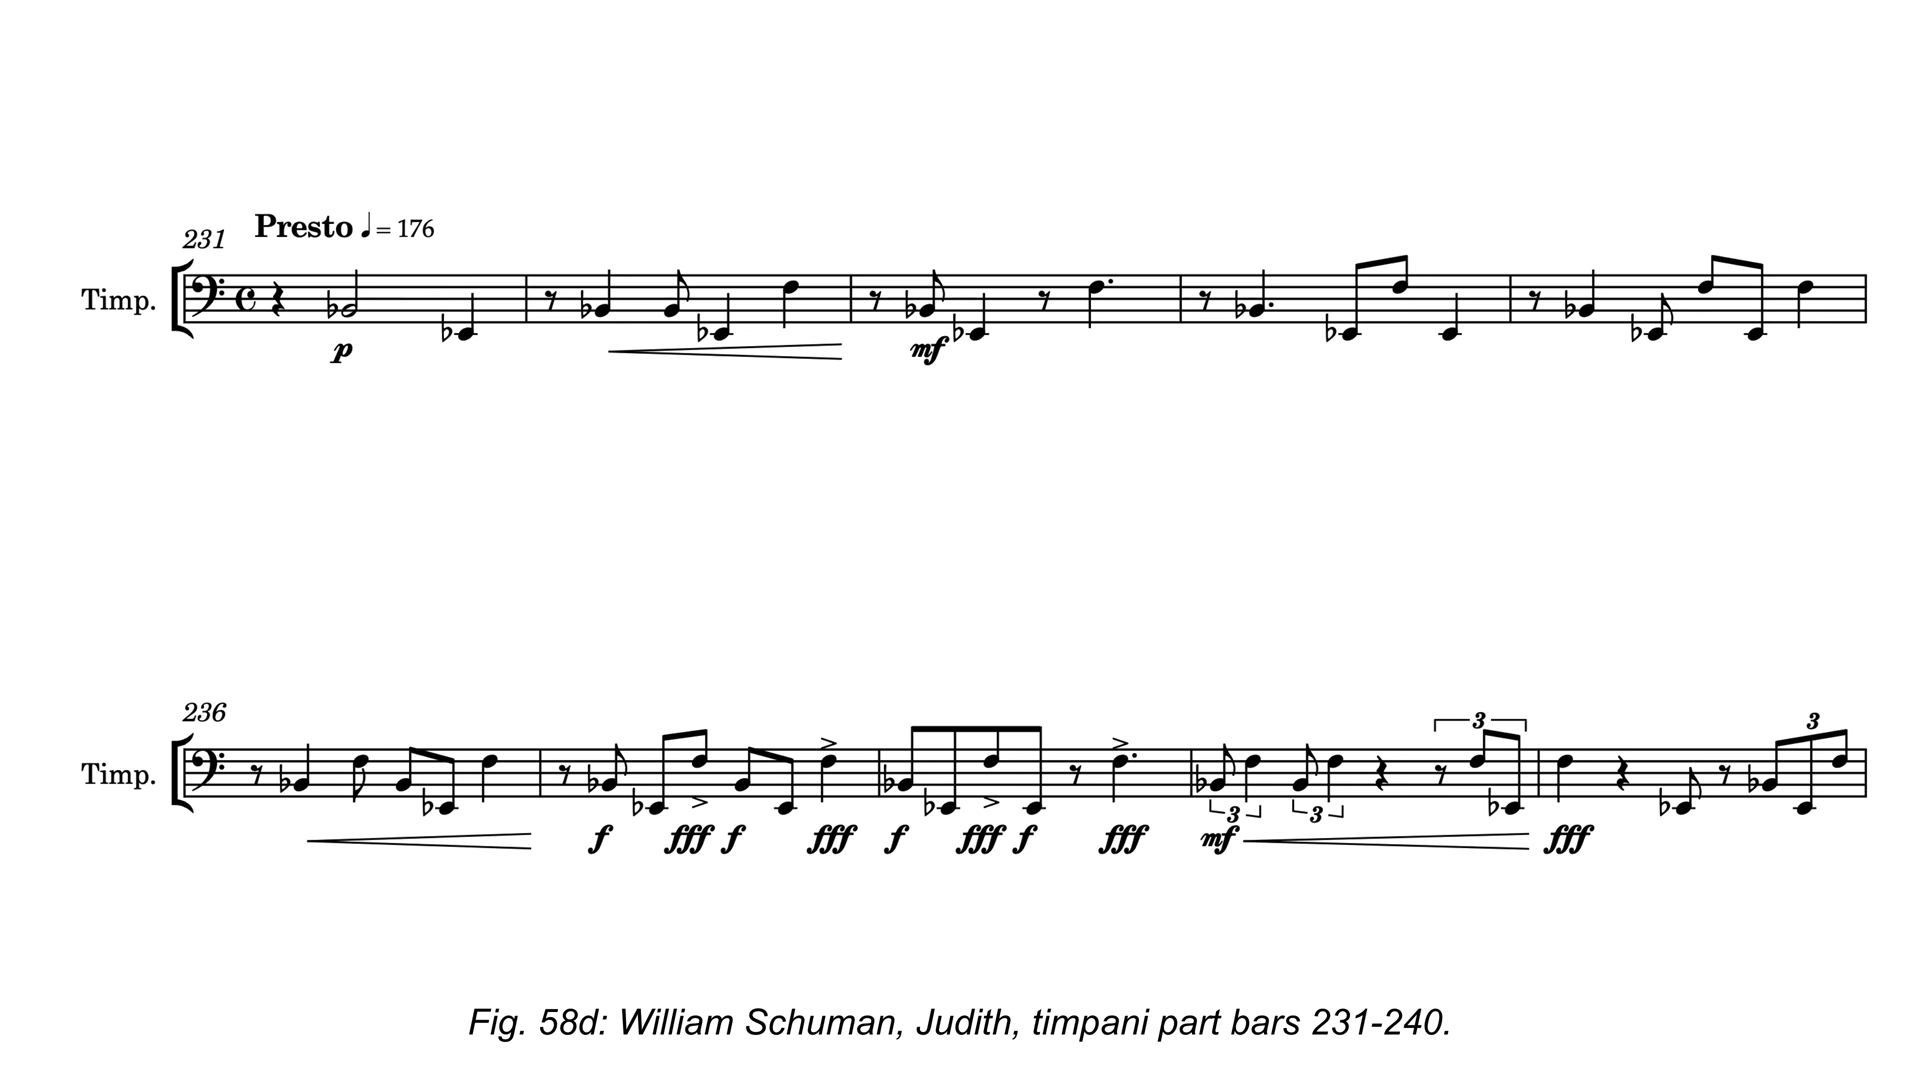 Presto ♩= 176
231
Timp.
p
mf
236
3
3 3 3
Timp.
f fff f fff f fff f fff mf fff
Fig. 58d: William Schuman, Judith, timpani part bars 231-240.